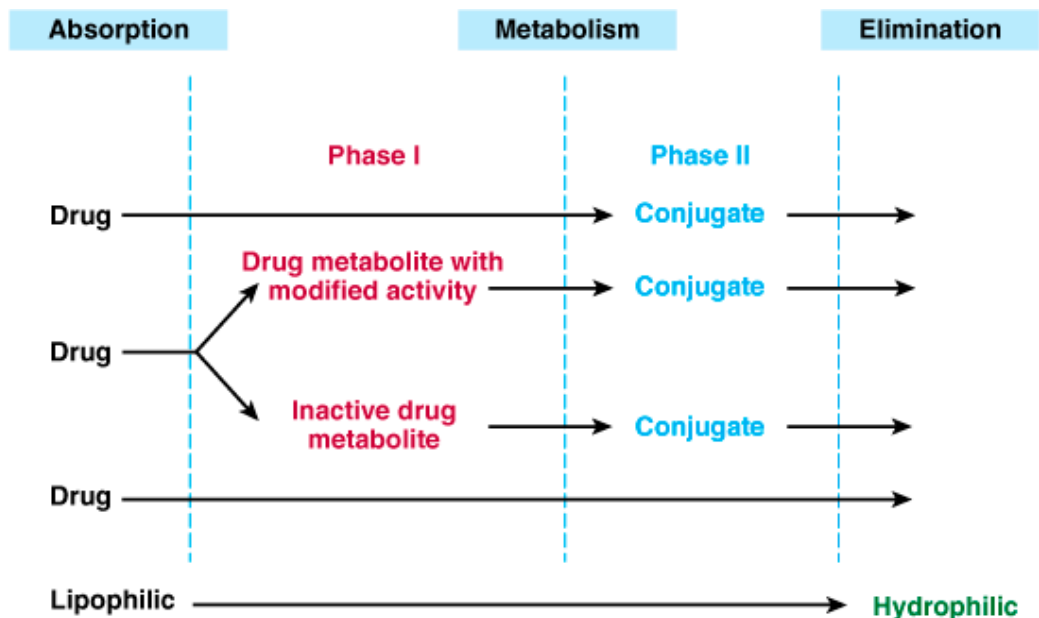 Absorption
Metabolism
Elimination
Phase I
Phase II
Drug
Conjugate
Drug metabolite with
modified activity
Conjugate
Drug
Inactive drug
metabolite
Conjugate
Drug
Lipophilic
Hydrophilic